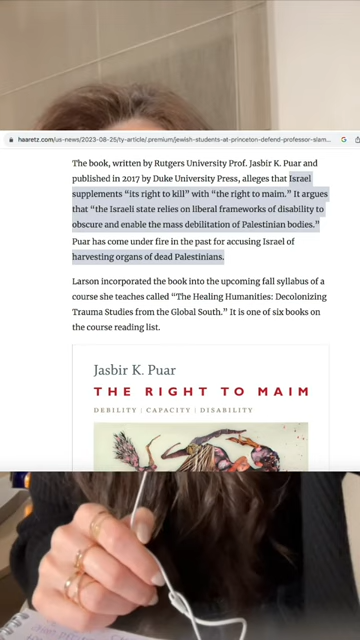 haaretz.com/us-news/2023-08-25/ty-article/.premium/jewish-students-at-princeton-defend-professor-slam...
The book, written by Rutgers University Prof. Jasbir K. Puar and
published in 2017 by Duke University Press, alleges that Israel
supplements “its right to kill” with “the right to maim.” It argues
that “the Israeli state relies on liberal frameworks of disability to
obscure and enable the mass debilitation of Palestinian bodies.”
Puar has come under fire in the past for accusing Israel of
harvesting organs of dead Palestinians.
Larson incorporated the book into the upcoming fall syllabus of a
course she teaches called “The Healing Humanities: Decolonizing
Trauma Studies from the Global South.” It is one of six books on
the course reading list.
Jasbir K. Puar
THE RIGHT TO MAIM
DEBILITY | CAPACITY | DISABILITY